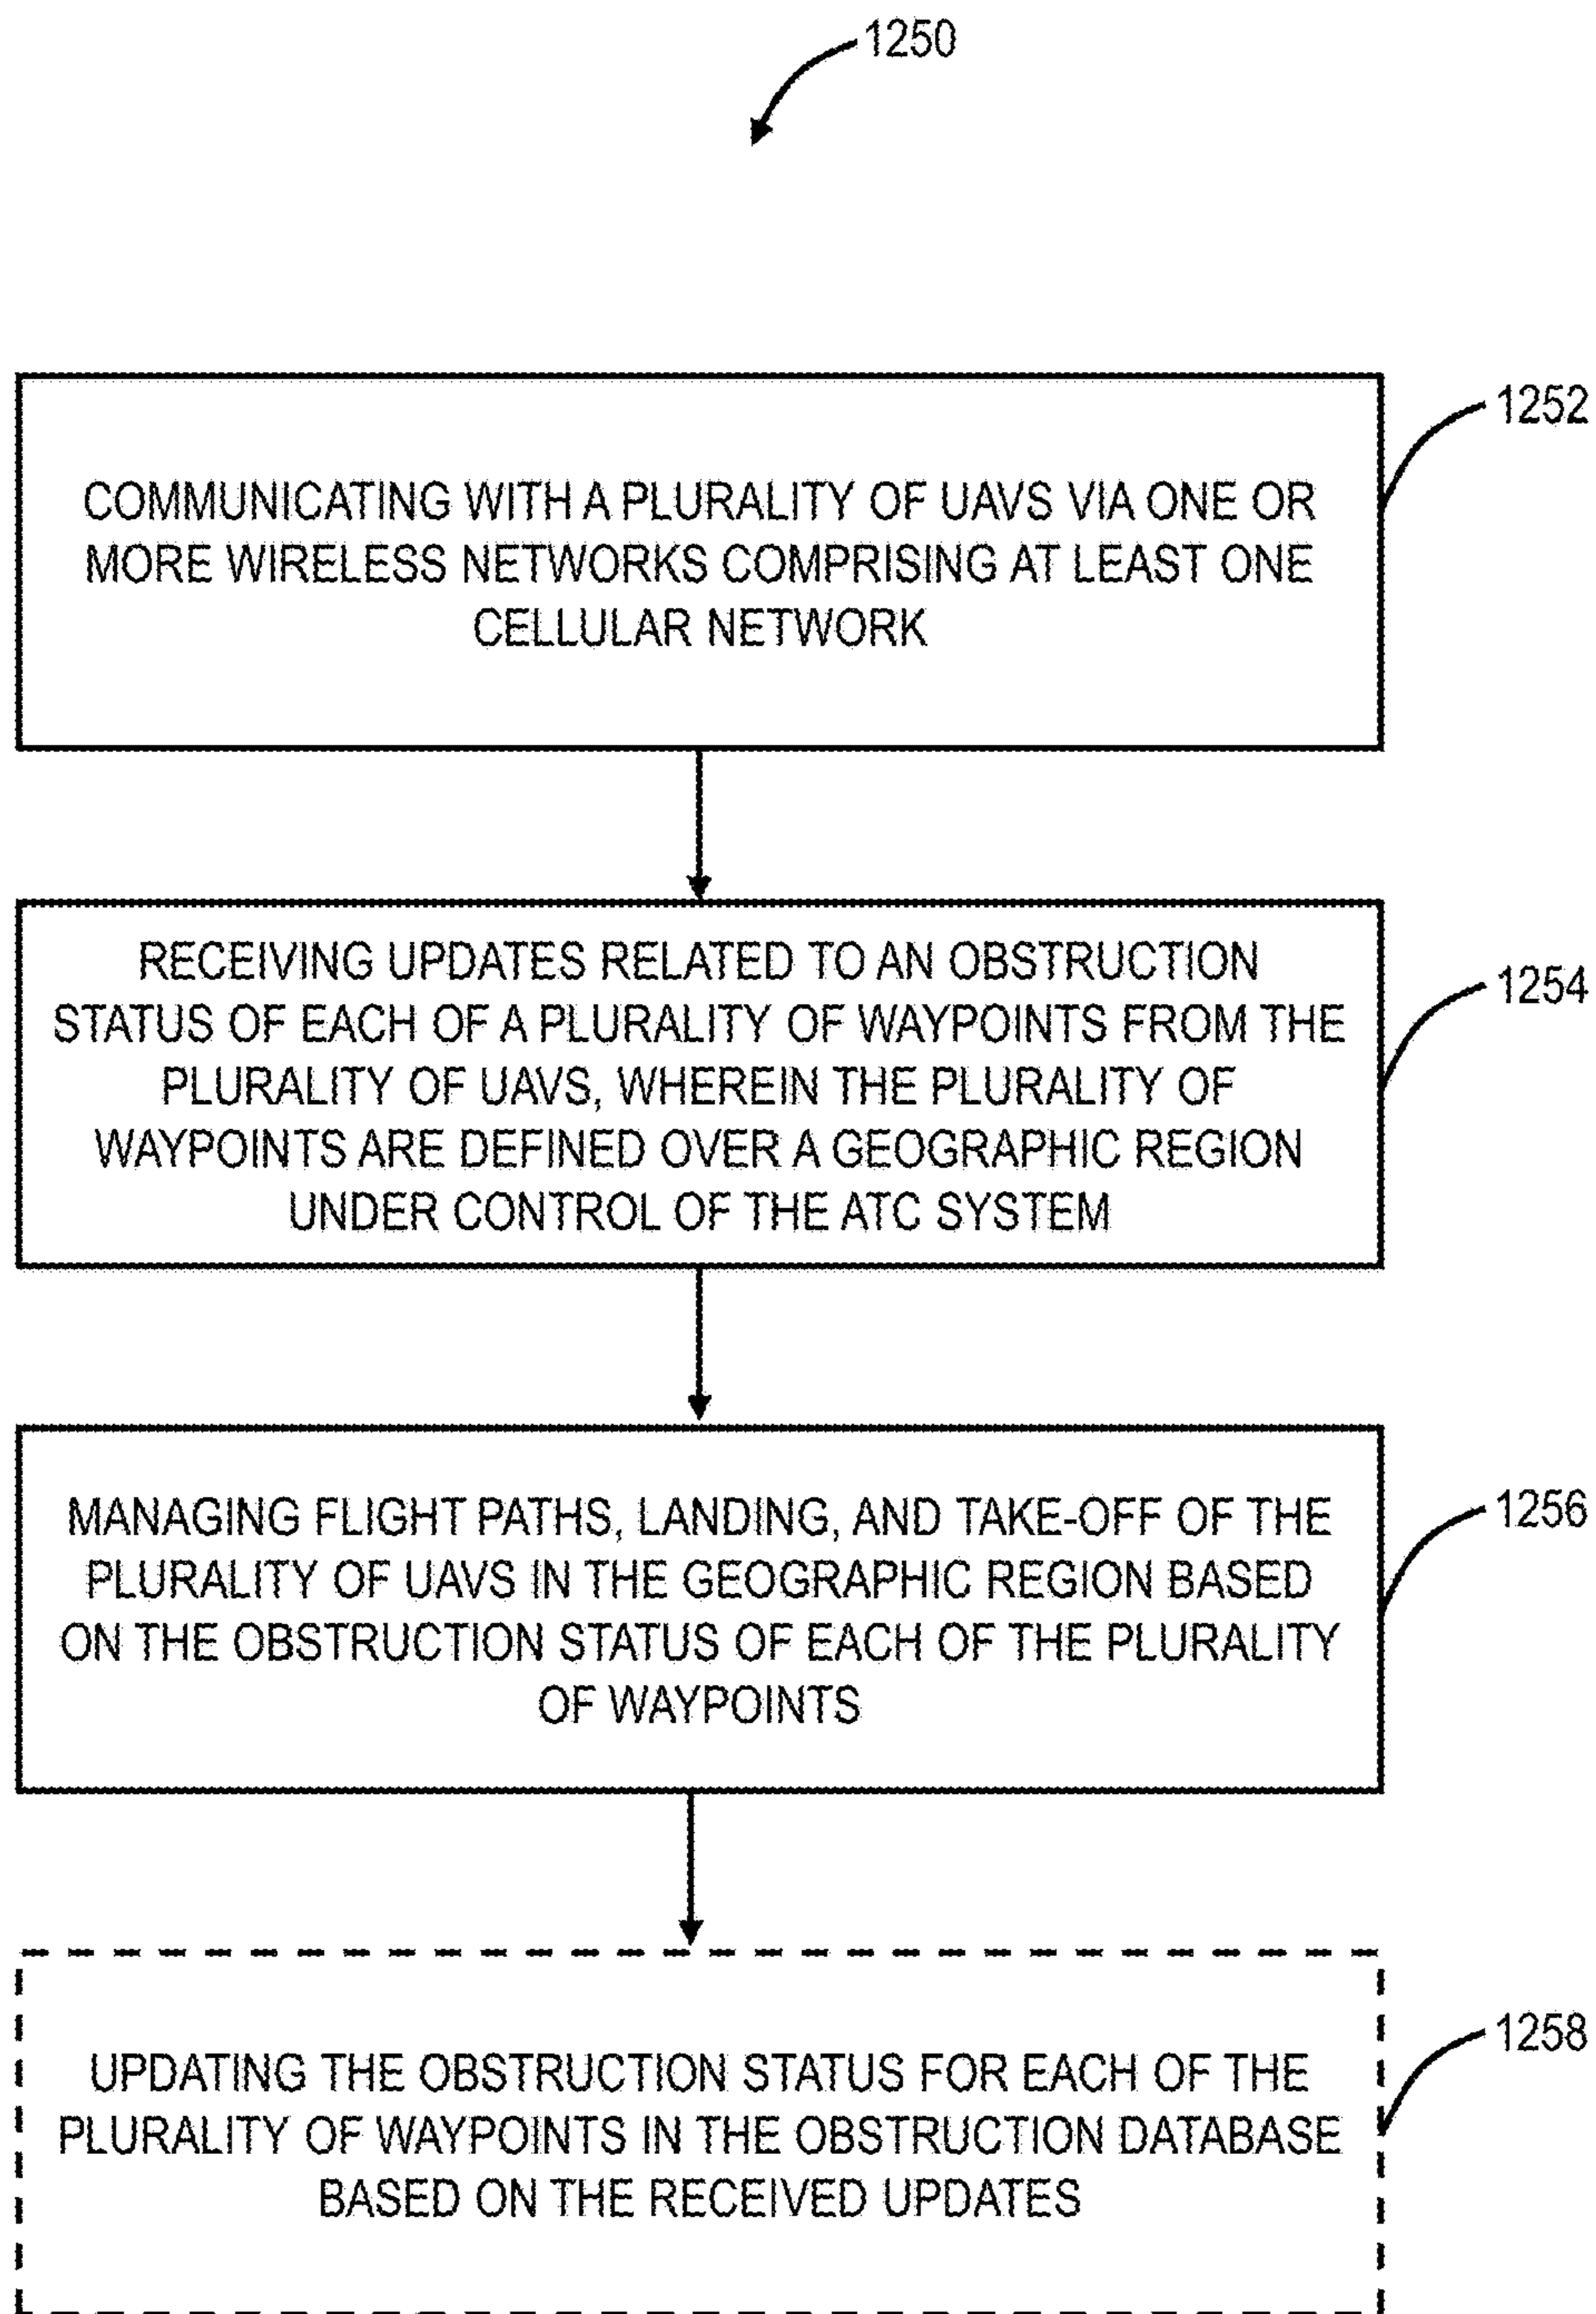 1250
1252
COMMUNICATING WITH A PLURALITY OF UAVS VIA ONE OR
MORE WIRELESS NETWORKS COMPRISING AT LEAST ONE
CELLULAR NETWORK
1254
RECEIVING UPDATES RELATED TO AN OBSTRUCTION
STATUS OF EACH OF A PLURALITY OF WAYPOINTS FROM THE
PLURALITY OF UAVS, WHEREIN THE PLURALITY OF
WAYPOINTS ARE DEFINED OVER A GEOGRAPHIC REGION
UNDER CONTROL OF THE ATC SYSTEM
1256
MANAGING FLIGHT PATHS, LANDING, AND TAKE-OFF OF THE
PLURALITY OF UAVS IN THE GEOGRAPHIC REGION BASED
ON THE OBSTRUCTION STATUS OF EACH OF THE PLURALITY
OF WAYPOINTS
1258
UPDATING THE OBSTRUCTION STATUS FOR EACH OF THE
PLURALITY OF WAYPOINTS IN THE OBSTRUCTION DATABASE
BASED ON THE RECEIVED UPDATES